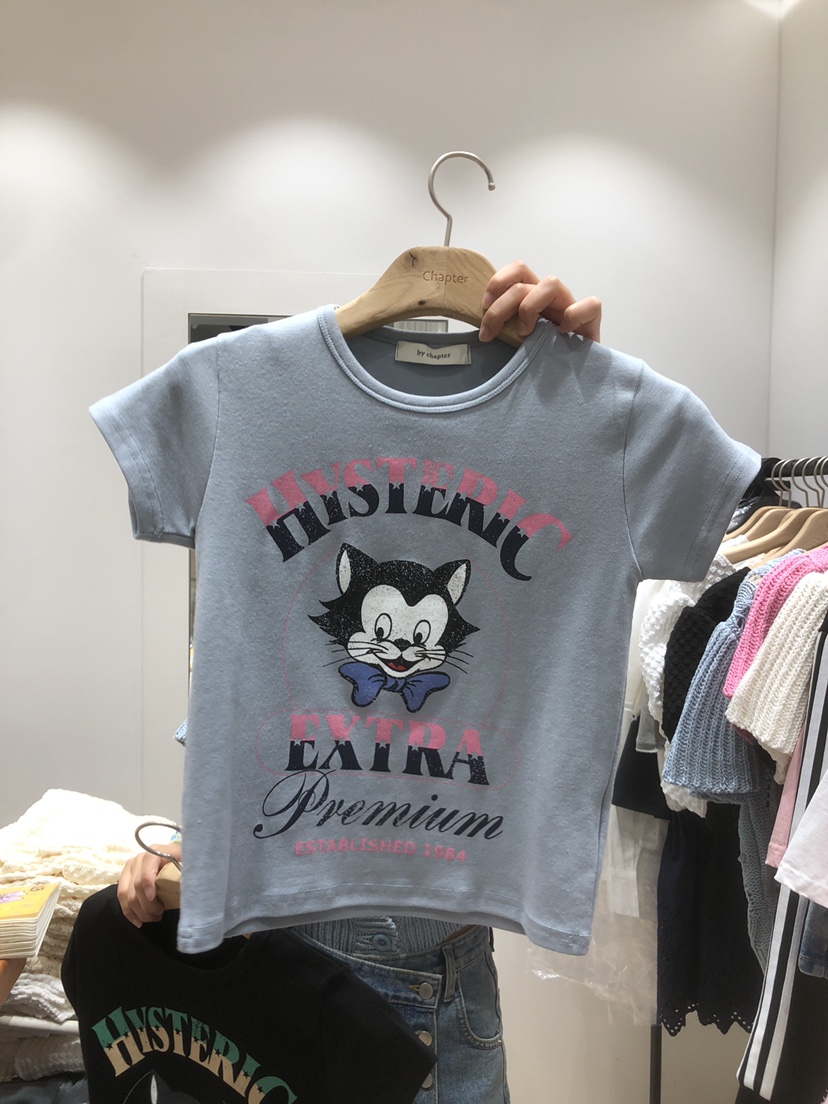 Chapter
by chapter
HYSTERIC
EXTRA
Premium
ESTABLISHED 1984
HYSTERIC